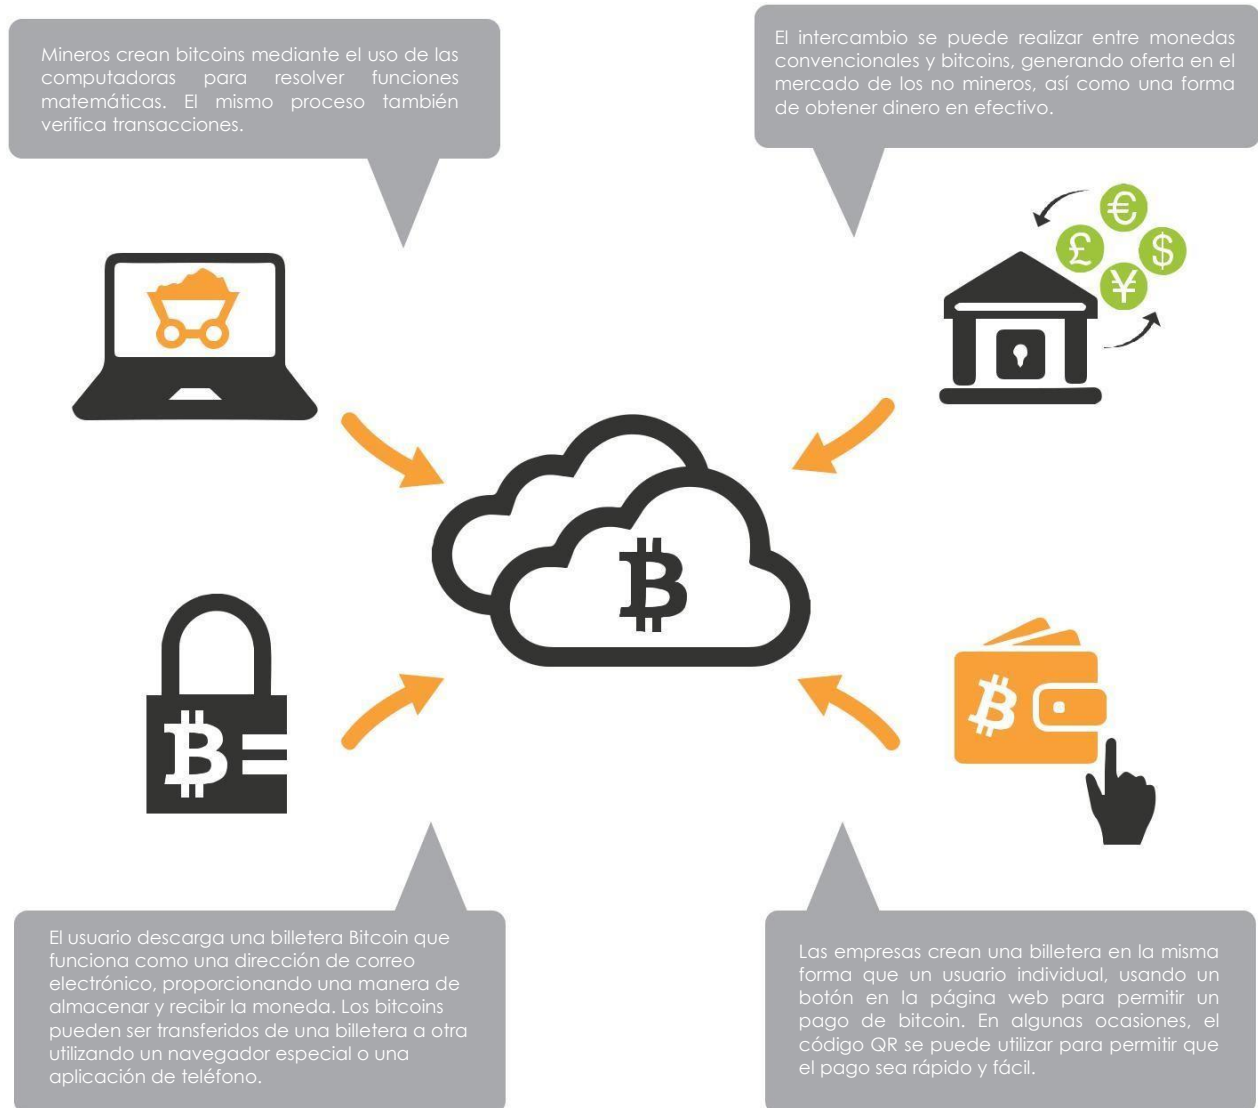 Mineros crean bitcoins mediante el uso de las
computadoras para resolver funciones
matemáticas. El mismo proceso también
verifica transacciones.
El intercambio se puede realizar entre monedas
convencionales y bitcoins, generando oferta en el
mercado de los no mineros, así como una forma
de obtener dinero en efectivo.
€
£ $
¥
₿
₿
₿
El usuario descarga una billetera Bitcoin que
funciona como una dirección de correo
electrónico, proporcionando una manera de
almacenar y recibir la moneda. Los bitcoins
pueden ser transferidos de una billetera a otra
utilizando un navegador especial o una
aplicación de teléfono.
Las empresas crean una billetera en la misma
forma que un usuario individual, usando un
botón en la página web para permitir un
pago de bitcoin. En algunas ocasiones, el
código QR se puede utilizar para permitir que
el pago sea rápido y fácil.